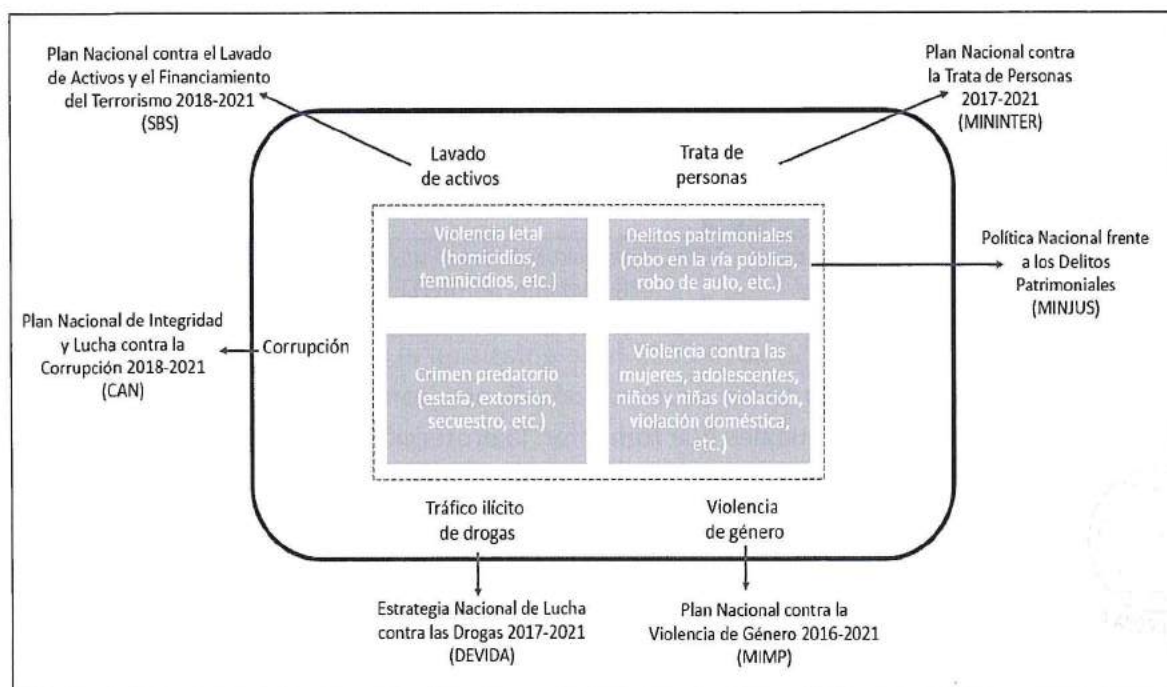 Plan Nacional contra el Lavado
de Activos y el Financiamiento
del Terrorismo 2018-2021
(SBS)
Plan Nacional contra
la Trata de Personas
2017-2021
(MININTER)
Lavado
de activos
Trata de
personas
Violencia letal
(homicidios,
feminicidios, etc.)
Delitos patrimoniales
(robo en la vía pública,
robo de auto, etc.)
Política Nacional frente
a los Delitos
Patrimoniales
(MINJUS)
Plan Nacional de Integridad
y Lucha contra la
Corrupción 2018-2021
(CAN)
Corrupción
Crimen predatorio
(estafa, extorsión,
secuestro, etc.)
Violencia contra las
mujeres, adolescentes,
niños y niñas (violación,
violación doméstica,
etc.)
Tráfico ilícito
de drogas
Violencia
de género
Estrategia Nacional de Lucha
contra las Drogas 2017-2021
(DEVIDA)
Plan Nacional contra la
Violencia de Género 2016-2021
(MIMP)